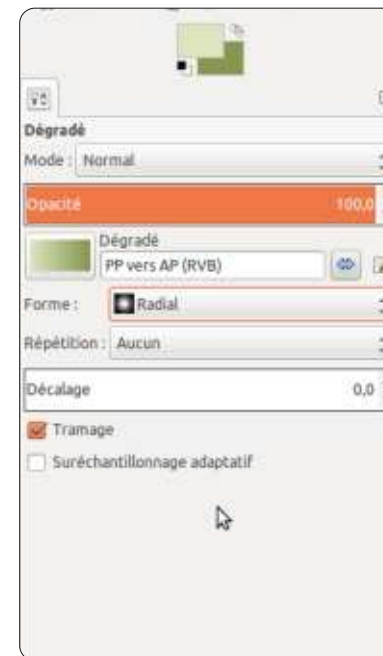 Dégradé
Mode : Normal
Opacité 100,0
Dégradé
PP vers AP (RVB)
Forme : Radial
Répétition : Aucun
Décalage 0,0
Tramage
Suréchantillonnage adaptatif